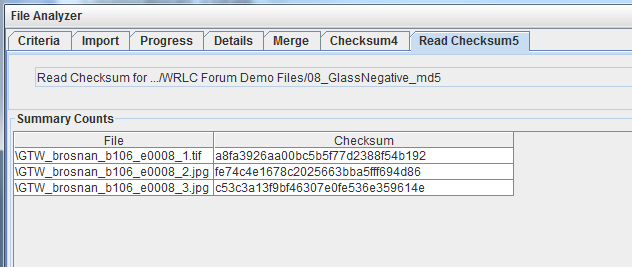 File Analyzer
Criteria Import Progress Details Merge Checksum4 Read Checksum5
Read Checksum for .../WRLC Forum Demo Files/08_GlassNegative_md5
Summary Counts
File Checksum
\GTW_brosnan_b106_e0008_1.tif a8fa3926aa00bc5b5f77d2388f54b192
\GTW_brosnan_b106_e0008_2.jpg fe74c4e1678c2025663bba5fff694d86
\GTW_brosnan_b106_e0008_3.jpg c53c3a13f9bf46307e0fe536e359614e